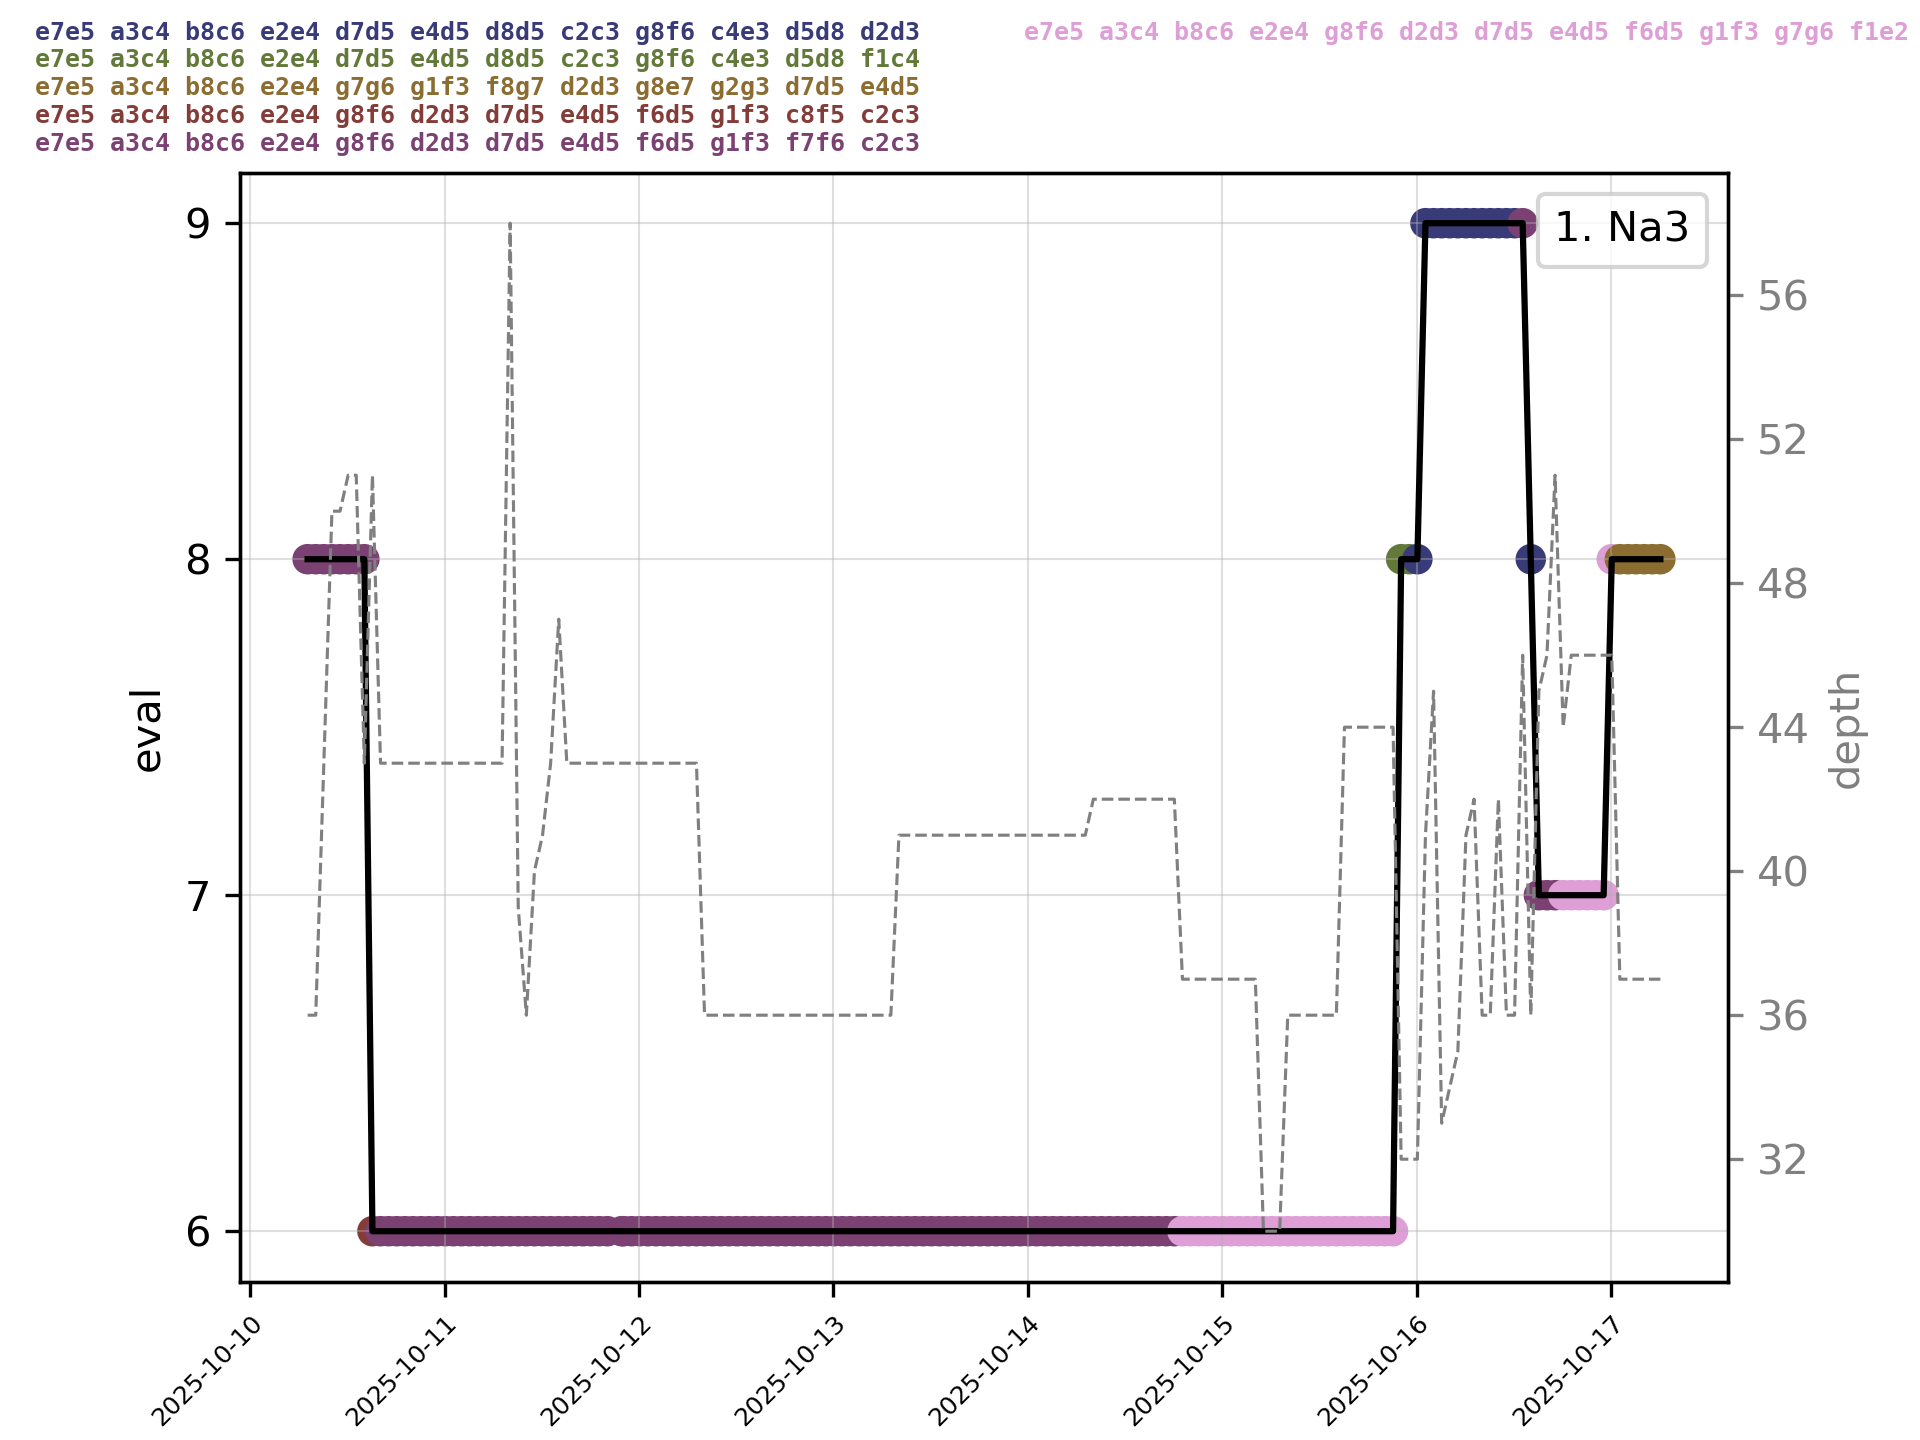 e7e5 a3c4 b8c6 e2e4 d7d5 e4d5 d8d5 c2c3 g8f6 c4e3 d5d8 d2d3
e7e5 a3c4 b8c6 e2e4 d7d5 e4d5 d8d5 c2c3 g8f6 c4e3 d5d8 f1c4
e7e5 a3c4 b8c6 e2e4 g7g6 g1f3 f8g7 d2d3 g8e7 g2g3 d7d5 e4d5
e7e5 a3c4 b8c6 e2e4 g8f6 d2d3 d7d5 e4d5 f6d5 g1f3 c8f5 c2c3
e7e5 a3c4 b8c6 e2e4 g8f6 d2d3 d7d5 e4d5 f6d5 g1f3 f7f6 c2c3
e7e5 a3c4 b8c6 e2e4 g8f6 d2d3 d7d5 e4d5 f6d5 g1f3 g7g6 f1e2
1. Na3
9
8
7
6
eval
56
52
48
44
40
36
32
depth
2025-10-10
2025-10-11
2025-10-12
2025-10-13
2025-10-14
2025-10-15
2025-10-16
2025-10-17